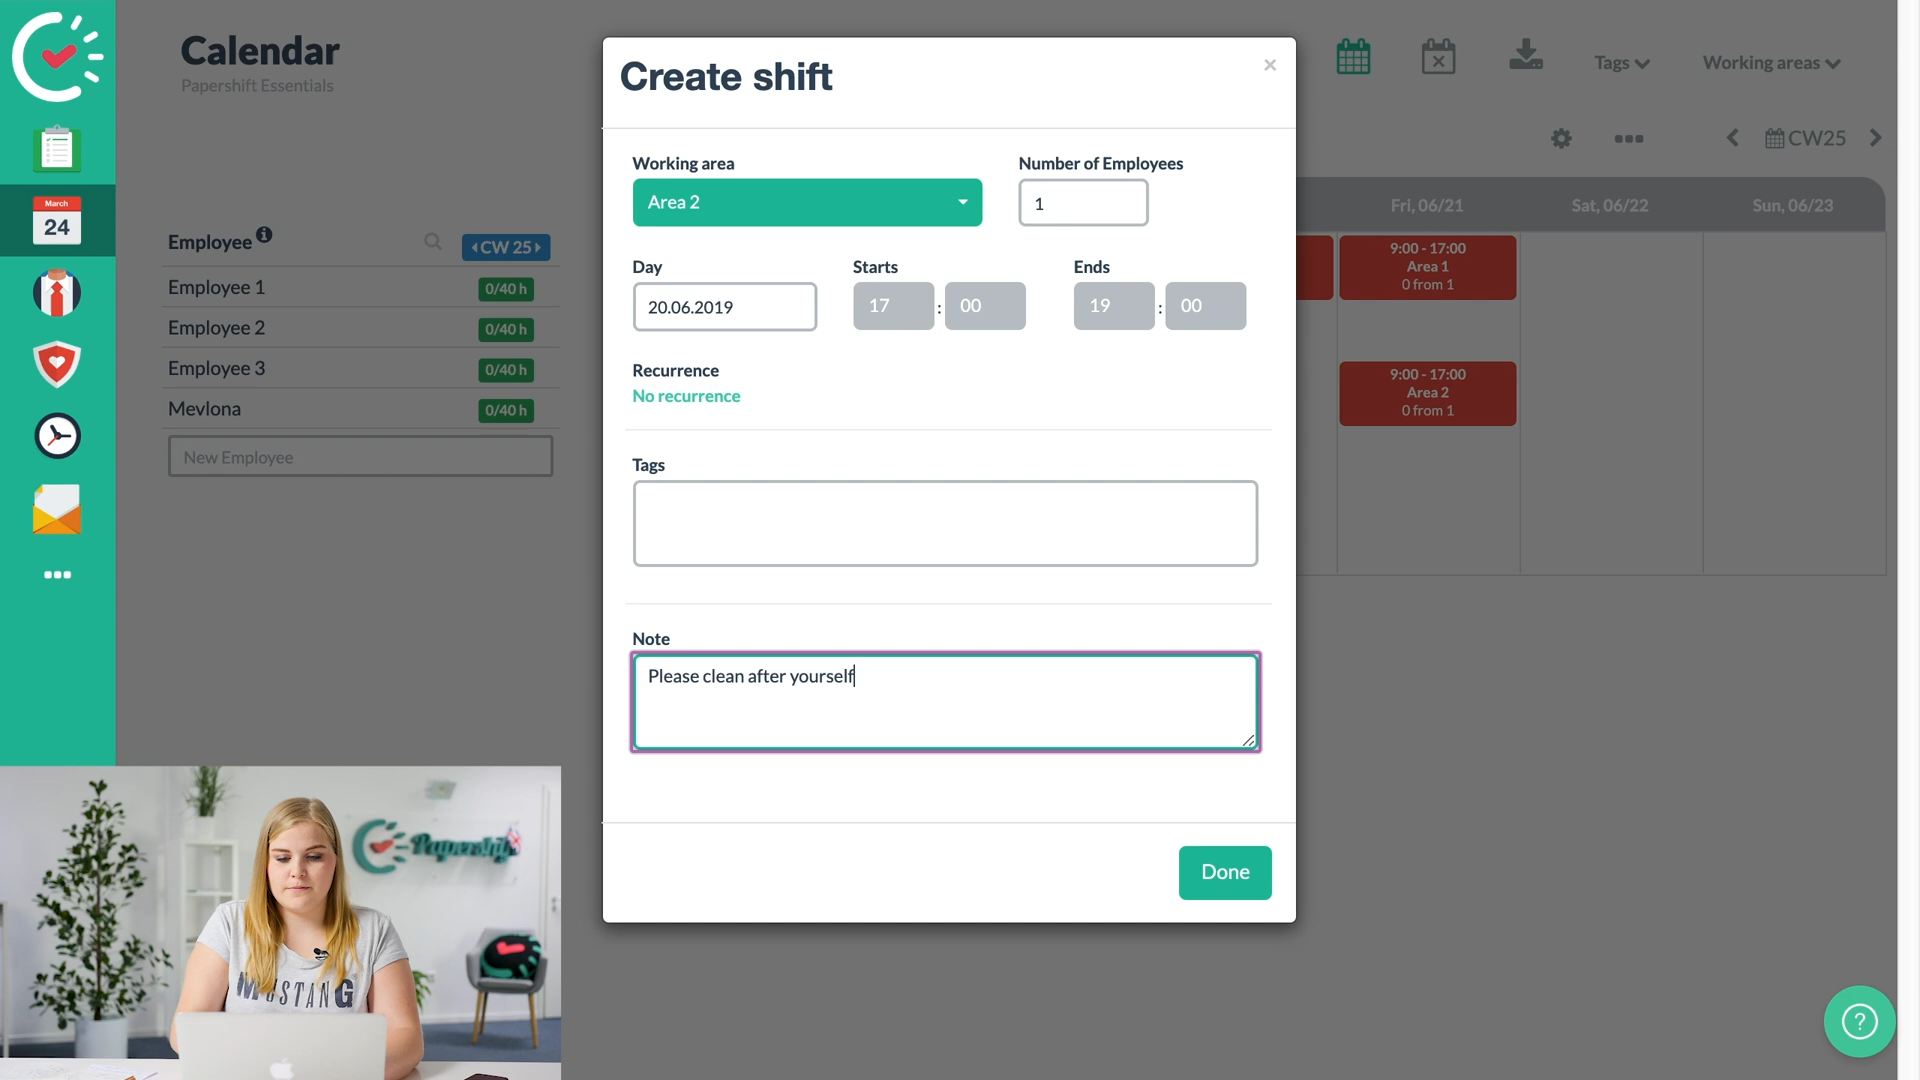 Calendar
Papershift Essentials
March
24
Employee
CW 25
Employee 1
0/40 h
Employee 2
0/40 h
Employee 3
0/40 h
Mevlona
0/40 h
New Employee
Create shift
×
Working area
Number of Employees
Area 2
1
Day
Starts
Ends
20.06.2019
17 : 00
19 : 00
Recurrence
No recurrence
Tags
Note
Please clean after yourself
Done
Tags
Working areas
CW25
Fri, 06/21
Sat, 06/22
Sun, 06/23
9:00 - 17:00
Area 1
0 from 1
9:00 - 17:00
Area 2
0 from 1
Papershift
MUSTANG
?